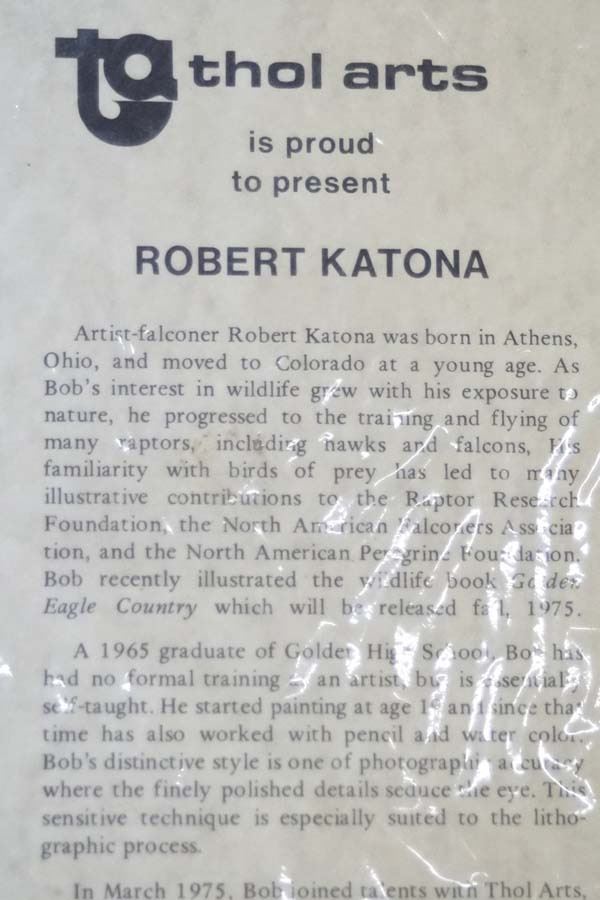 ta thol arts
is proud
to present
ROBERT KATONA
Artist-falconer Robert Katona was born in Athens,
Ohio, and moved to Colorado at a young age. As
Bob's interest in wildlife grew with his exposure to
nature, he progressed to the training and flying of
many raptors, including hawks and falcons, His
familiarity with birds of prey has led to many
illustrative contributions to the Raptor Research
Foundation, the North American Falconers Associa-
tion, and the North American Peregrine Foundation.
Bob recently illustrated the wildlife book Golden
Eagle Country which will be released fall, 1975.
A 1965 graduate of Golden High School, Bob has
had no formal training as an artist, but is essentially
self-taught. He started painting at age and since that
time has also worked with pencil and water color.
Bob's distinctive style is one of photographic accuracy
where the finely polished details seduce the eye. This
sensitive technique is especially suited to the litho-
graphic process.
In March 1975, Bob joined talents with Thol Arts,